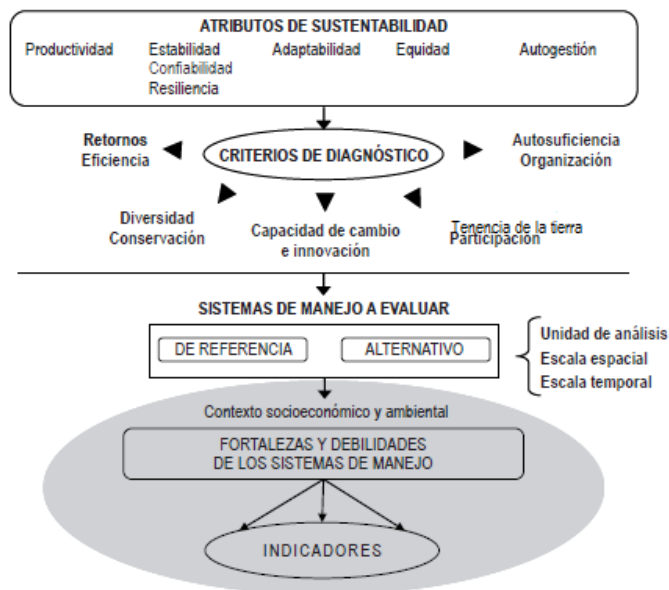 ATRIBUTOS DE SUSTENTABILIDAD
Productividad Estabilidad Adaptabilidad Equidad Autogestión
Confiabilidad
Resiliencia
Retornos
Eficiencia
CRITERIOS DE DIAGNÓSTICO
Autosuficiencia
Organización
Diversidad
Conservación
Capacidad de cambio
e innovación
Tenencia de la tierra
Participación
SISTEMAS DE MANEJO A EVALUAR
DE REFERENCIA ALTERNATIVO
Unidad de análisis
Escala espacial
Escala temporal
Contexto socioeconómico y ambiental
FORTALEZAS Y DEBILIDADES
DE LOS SISTEMAS DE MANEJO
INDICADORES